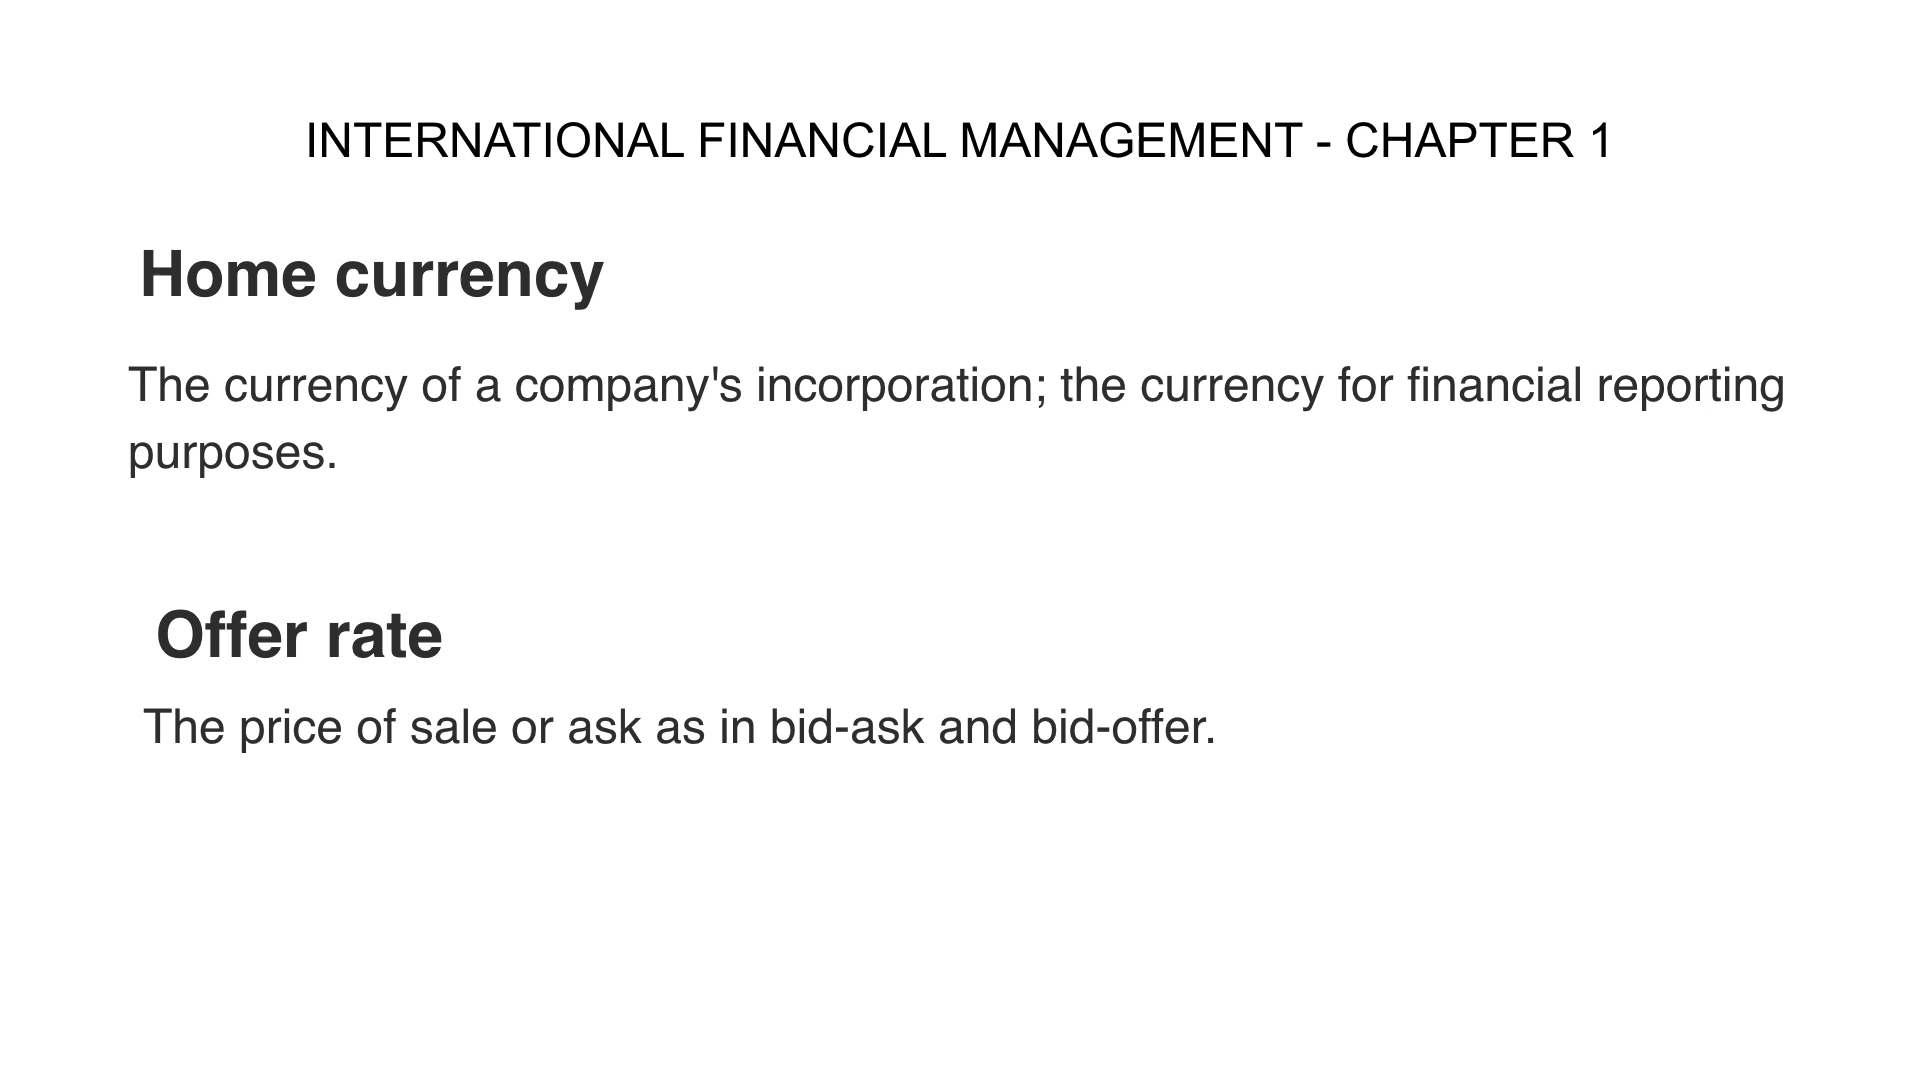 INTERNATIONAL FINANCIAL MANAGEMENT - CHAPTER 1
Home currency
The currency of a company's incorporation; the currency for financial reporting
purposes.
Offer rate
The price of sale or ask as in bid-ask and bid-offer.